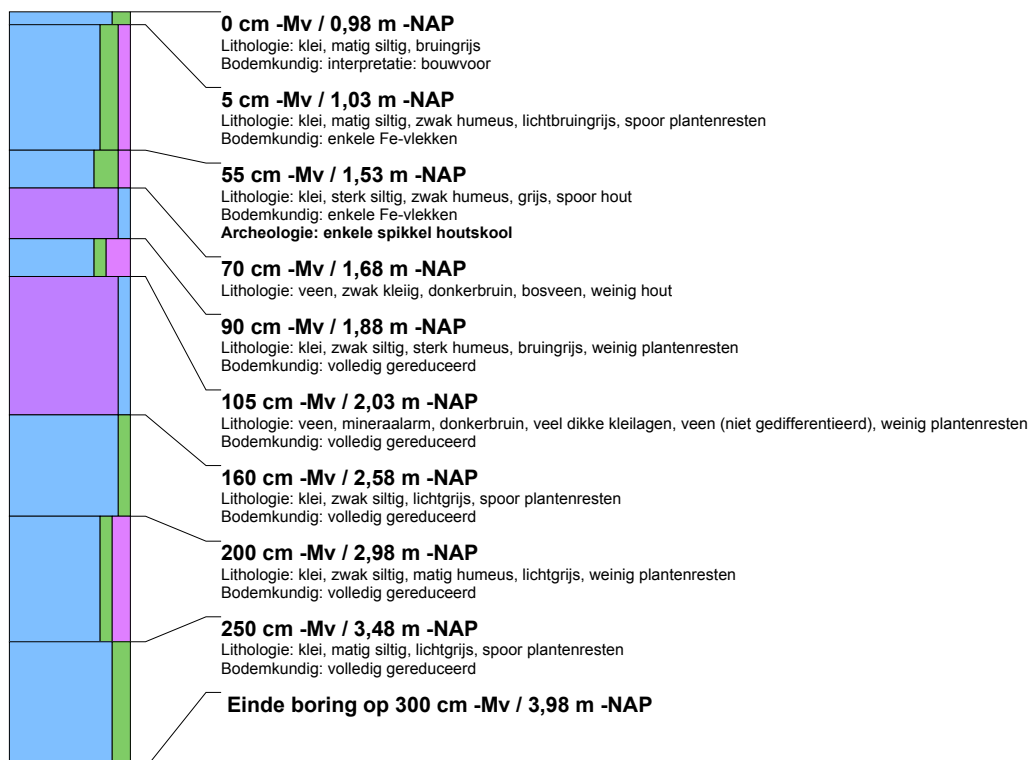 0 cm -Mv / 0,98 m -NAP
Lithologie: klei, matig siltig, bruingrijs
Bodemkundig: interpretatie: bouwvoor
5 cm -Mv / 1,03 m -NAP
Lithologie: klei, matig siltig, zwak humeus, lichtbruingrijs, spoor plantenresten
Bodemkundig: enkele Fe-vlekken
55 cm -Mv / 1,53 m -NAP
Lithologie: klei, sterk siltig, zwak humeus, grijs, spoor hout
Bodemkundig: enkele Fe-vlekken
Archeologie: enkele spikkel houtskool
70 cm -Mv / 1,68 m -NAP
Lithologie: veen, zwak kleiig, donkerbruin, bosveen, weinig hout
90 cm -Mv / 1,88 m -NAP
Lithologie: klei, zwak siltig, sterk humeus, bruingrijs, weinig plantenresten
Bodemkundig: volledig gereduceerd
105 cm -Mv / 2,03 m -NAP
Lithologie: veen, mineraalarm, donkerbruin, veel dikke kleilagen, veen (niet gedifferentieerd), weinig plantenresten
Bodemkundig: volledig gereduceerd
160 cm -Mv / 2,58 m -NAP
Lithologie: klei, zwak siltig, lichtgrijs, spoor plantenresten
Bodemkundig: volledig gereduceerd
200 cm -Mv / 2,98 m -NAP
Lithologie: klei, zwak siltig, matig humeus, lichtgrijs, weinig plantenresten
Bodemkundig: volledig gereduceerd
250 cm -Mv / 3,48 m -NAP
Lithologie: klei, matig siltig, lichtgrijs, spoor plantenresten
Bodemkundig: volledig gereduceerd
Einde boring op 300 cm -Mv / 3,98 m -NAP